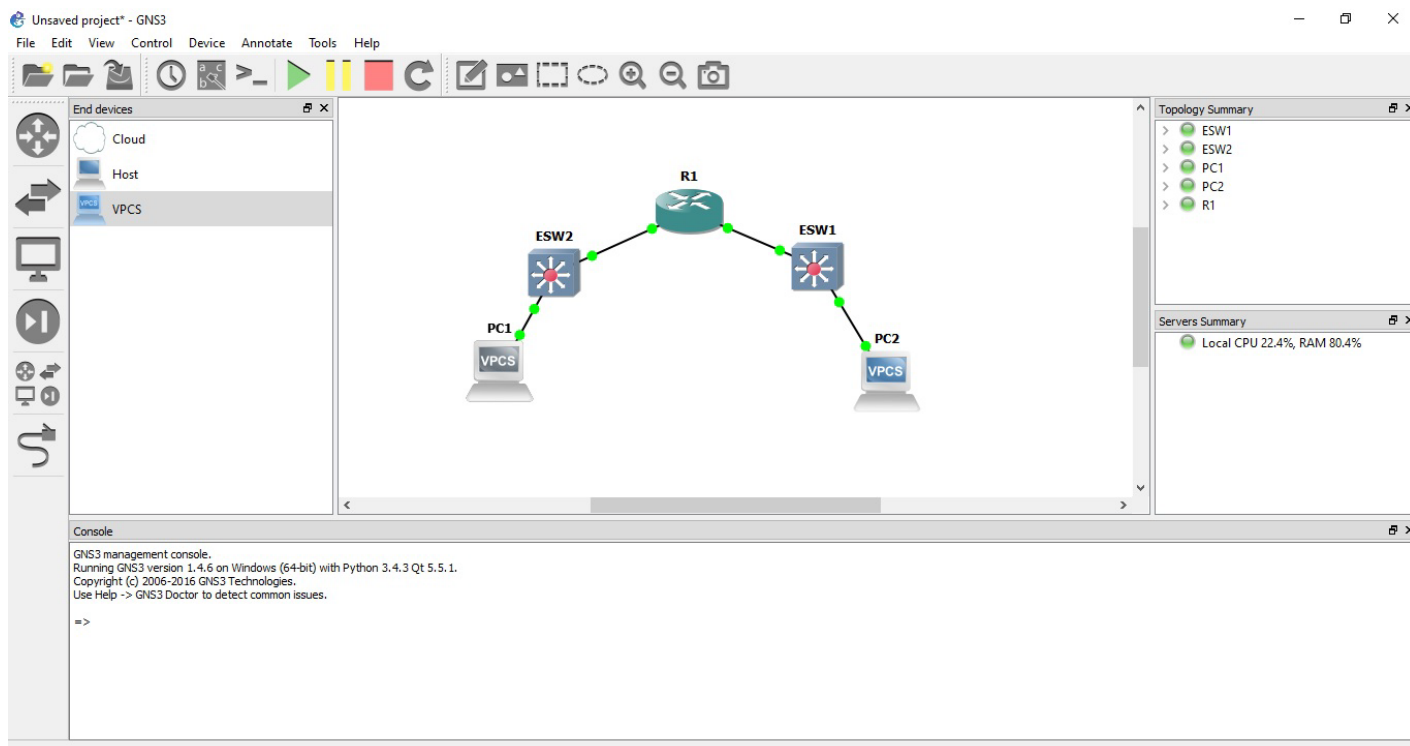 Unsaved project* - GNS3
File Edit View Control Device Annotate Tools Help
a c
b
>_
End devices
Cloud
Host
VPCS
VPCS
R1
ESW2
ESW1
PC1
VPCS
PC2
VPCS
Topology Summary
ESW1
ESW2
PC1
PC2
R1
Servers Summary
Local CPU 22.4%, RAM 80.4%
Console
GNS3 management console.
Running GNS3 version 1.4.6 on Windows (64-bit) with Python 3.4.3 Qt 5.5.1.
Copyright (c) 2006-2016 GNS3 Technologies.
Use Help -> GNS3 Doctor to detect common issues.
=>